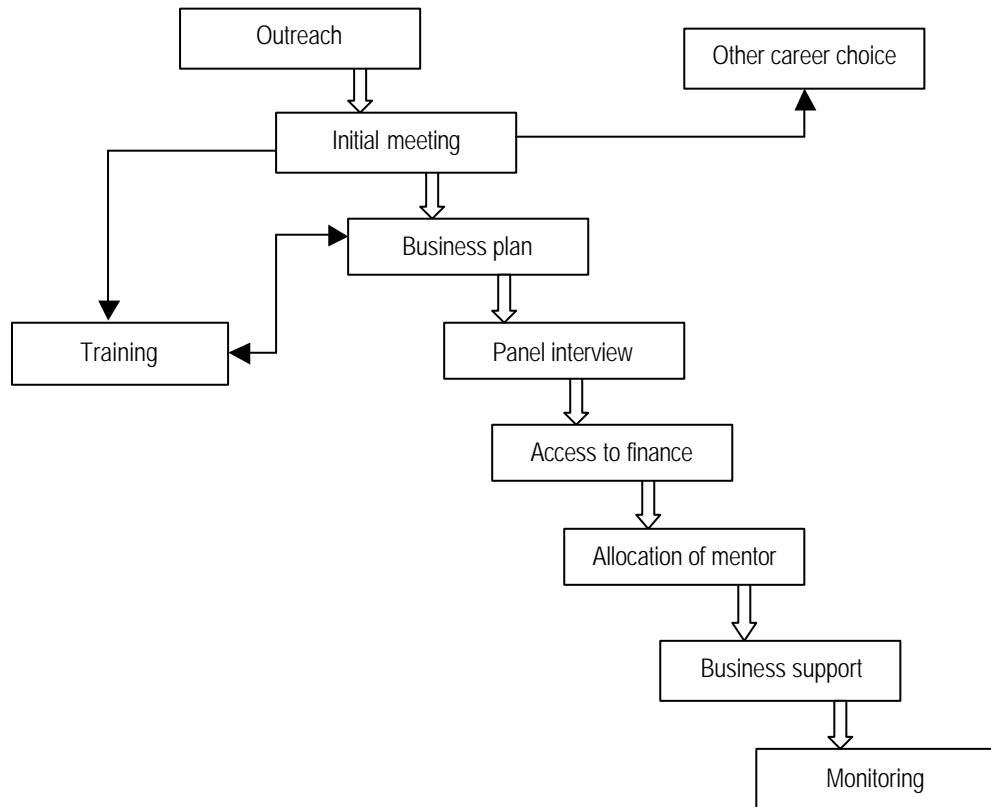 Outreach
Other career choice
Initial meeting
Business plan
Training
Panel interview
Access to finance
Allocation of mentor
Business support
Monitoring